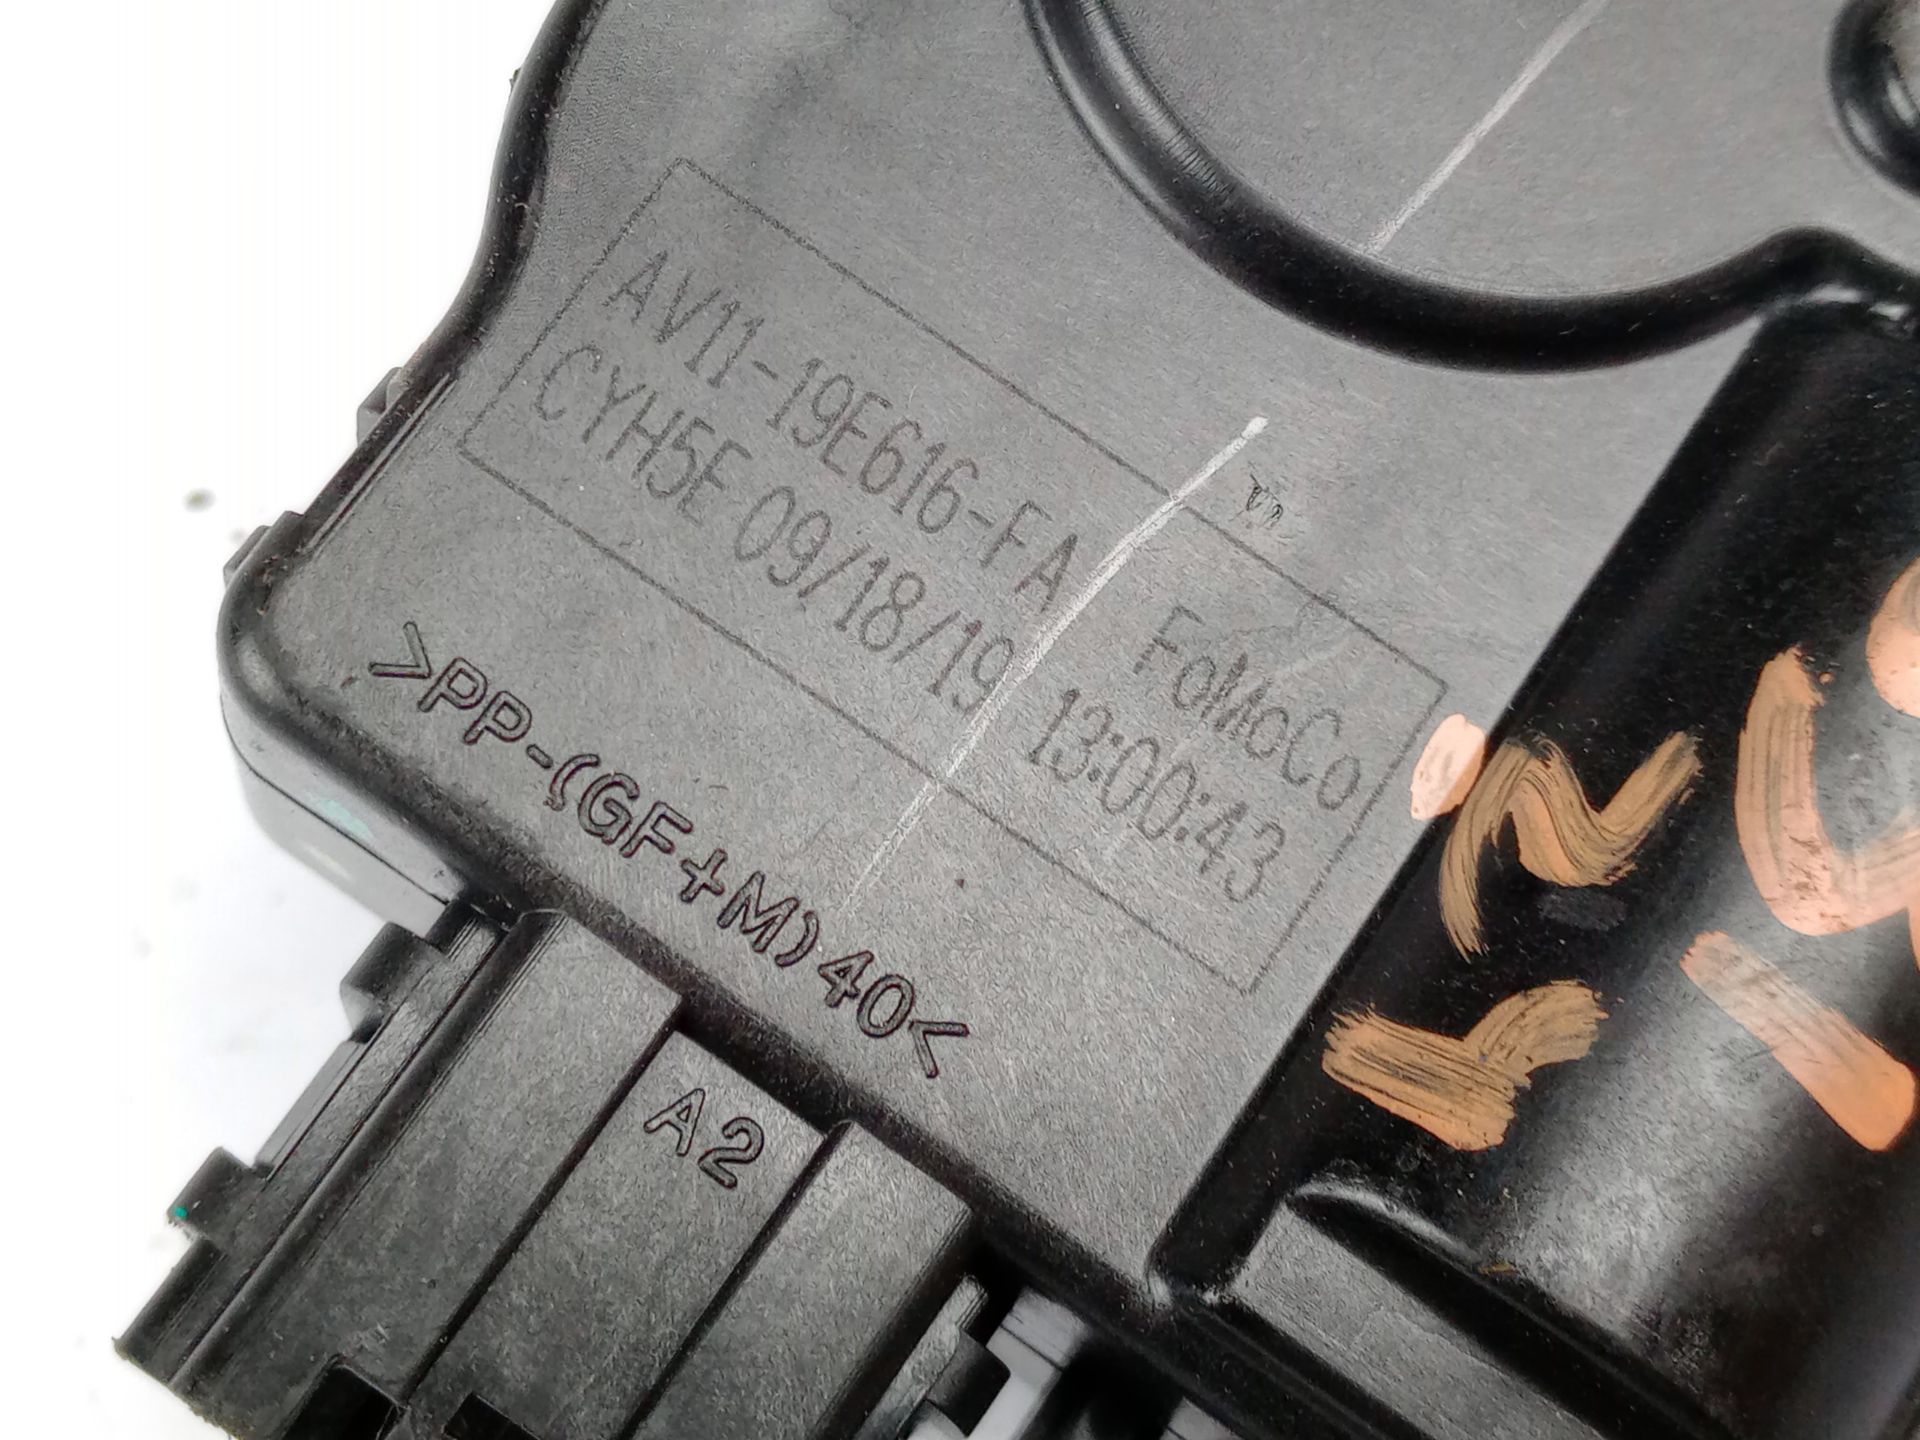 AV11-19E616-FA FoMoCo
CYH5E 09/18/19 13:00:43
>PP-(GF+M)40<
A2